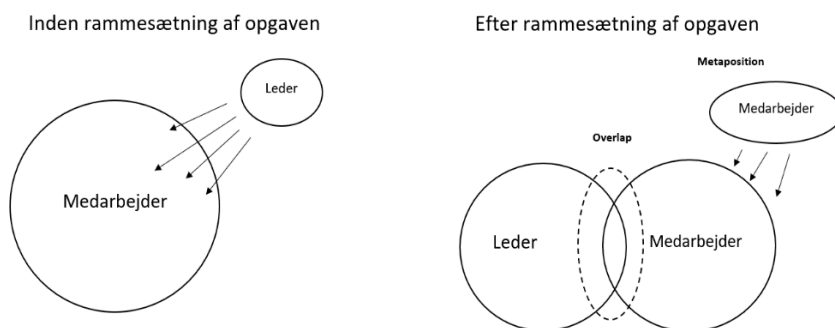 Inden rammesætning af opgaven
Leder
Medarbejder
Efter rammesætning af opgaven
Metaposition
Medarbejder
Overlap
Leder
Medarbejder